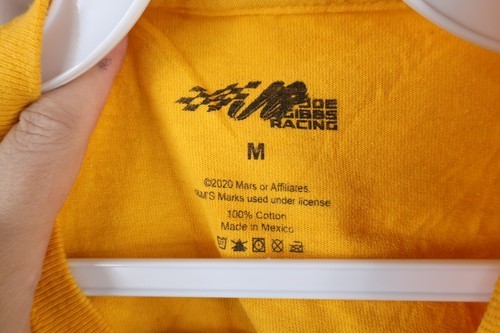 JOE
GIBBS
RACING
M
©2020 Mars or Affiliates.
&M'S Marks used under license
100% Cotton
Made in Mexico